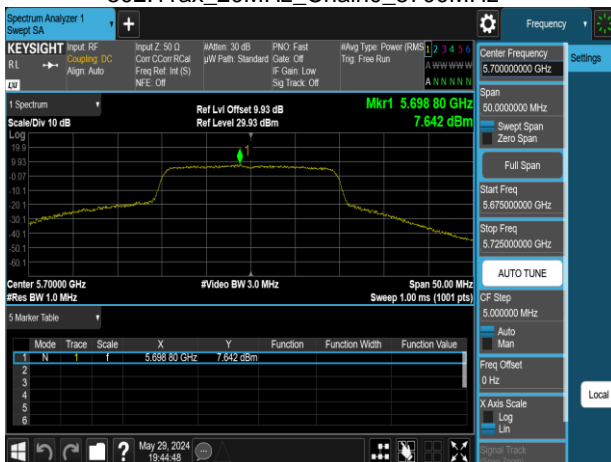 802.11ax_20MHz_Chain0_5700MHz
Spectrum Analyzer 1
Swept SA
Frequency
KEYSIGHT
RL
Input: RF
Coupling: DC
Align: Auto
Input Z: 50 Ω
Corr CCorr RCal
Freq Ref: Int (S)
NFE: Off
#Atten: 30 dB
µW Path: Standard
PNO: Fast
Gate: Off
IF Gain: Low
Sig Track: Off
#Avg Type: Power (RMS
Trig: Free Run
1 2 3 4 5 6
A W W W W W
A N N N N N
Center Frequency
5.700000000 GHz
Settings
Span
50.0000000 MHz
Swept Span
Zero Span
Full Span
Start Freq
5.675000000 GHz
Stop Freq
5.725000000 GHz
AUTO TUNE
CF Step
5.000000 MHz
Auto
Man
Freq Offset
0 Hz
X Axis Scale
Log
Lin
Signal Track
Local
1 Spectrum
Scale/Div 10 dB
Ref Lvl Offset 9.93 dB
Ref Level 29.93 dBm
Mkr1 5.698 80 GHz
7.642 dBm
Log
19.9
9.93
-0.07
-10.1
-20.1
-30.1
-40.1
-50.1
-60.1
1
Center 5.70000 GHz
#Res BW 1.0 MHz
#Video BW 3.0 MHz
Span 50.00 MHz
Sweep 1.00 ms (1001 pts)
5 Marker Table
Mode Trace Scale X Y Function Function Width Function Value
1 N 1 f 5.698 80 GHz 7.642 dBm
2
3
4
5
6
May 29, 2024
19:44:48